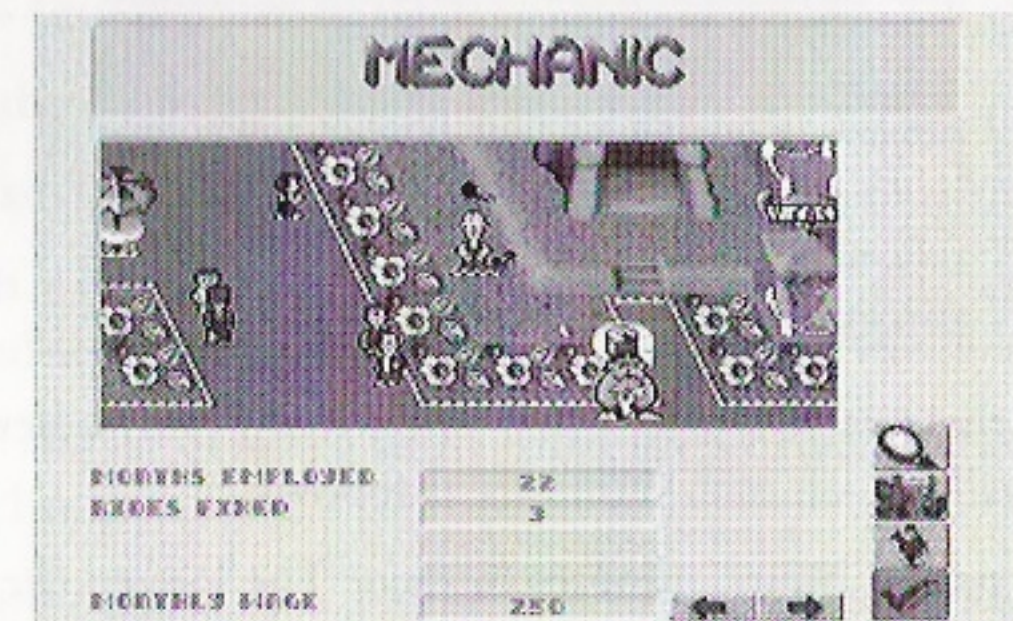 MECHANIC
MONTHS EMPLOYED 22
RIDES FIXED 3
MONTHLY WAGE 250